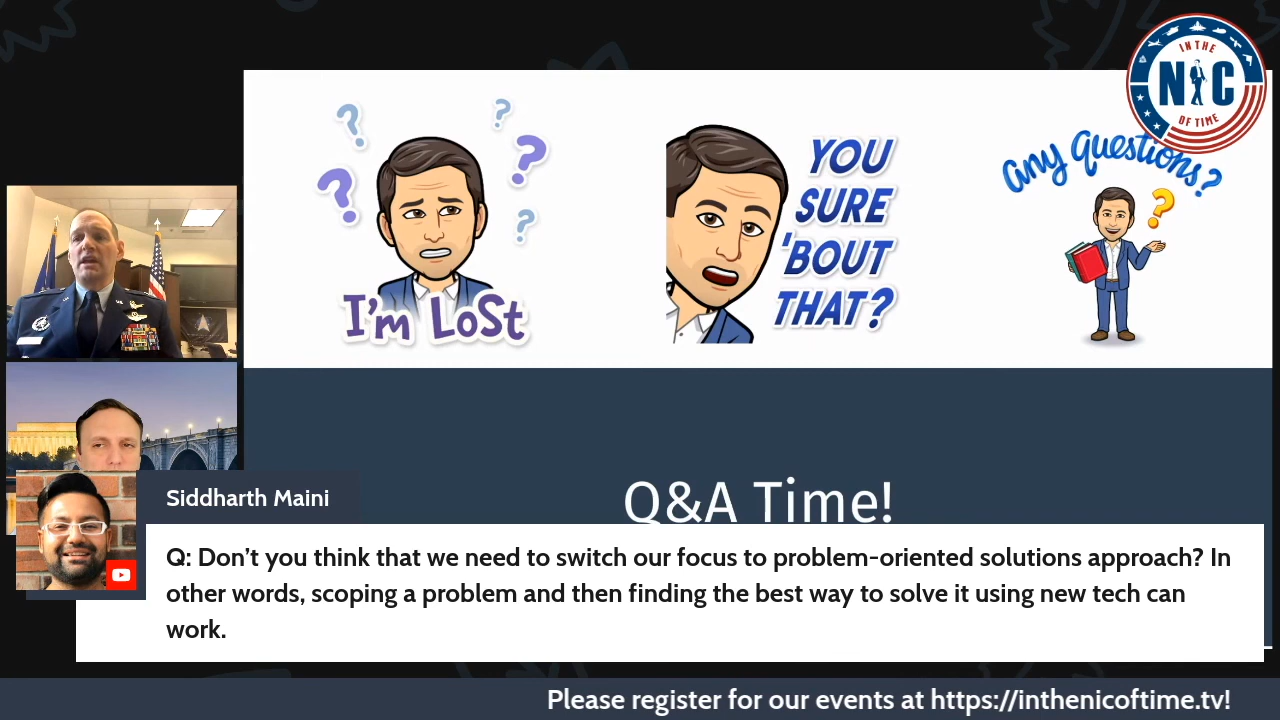 IN THE
NIC
OF TIME
I'm LoSt
YOU
SURE
'BOUT
THAT?
any questions?
Q&A Time!
Siddharth Maini
Q: Don't you think that we need to switch our focus to problem-oriented solutions approach? In
other words, scoping a problem and then finding the best way to solve it using new tech can
work.
Please register for our events at https://inthenicoftime.tv!